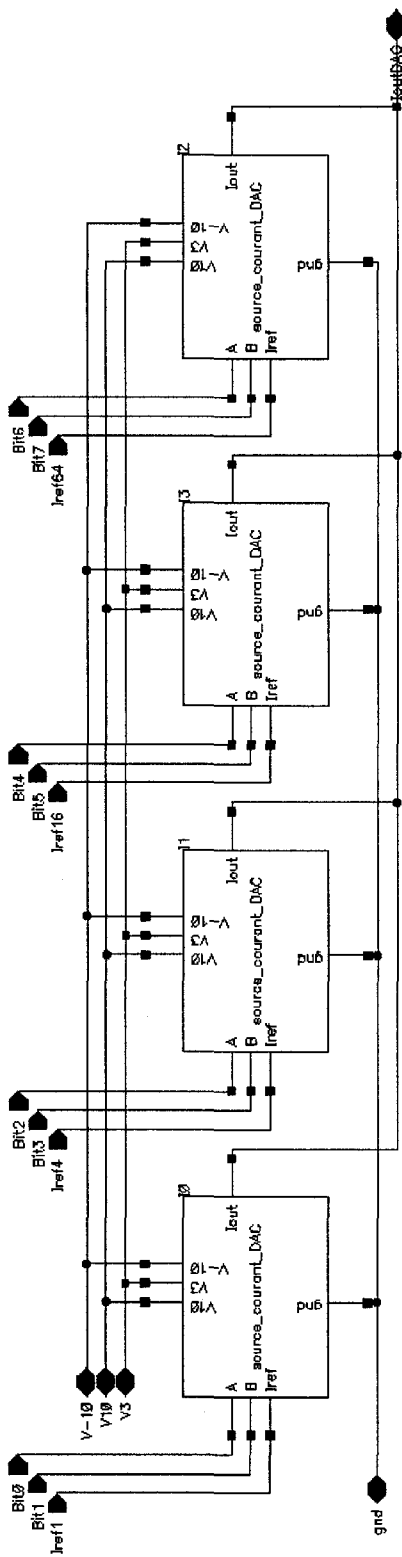 Bit0
Bit1
Iref1
V-10
V10
V3
gnd
I0
V10
V3
V-10
A
B
Iref
source_courant_DAC
Iout
gnd
Bit2
Bit3
Iref4
I1
V10
V3
V-10
A
B
Iref
source_courant_DAC
Iout
gnd
Bit4
Bit5
Iref16
I3
V10
V3
V-10
A
B
Iref
source_courant_DAC
Iout
gnd
Bit6
Bit7
Iref64
I2
V10
V3
V-10
A
B
Iref
source_courant_DAC
Iout
gnd
IoutDAC